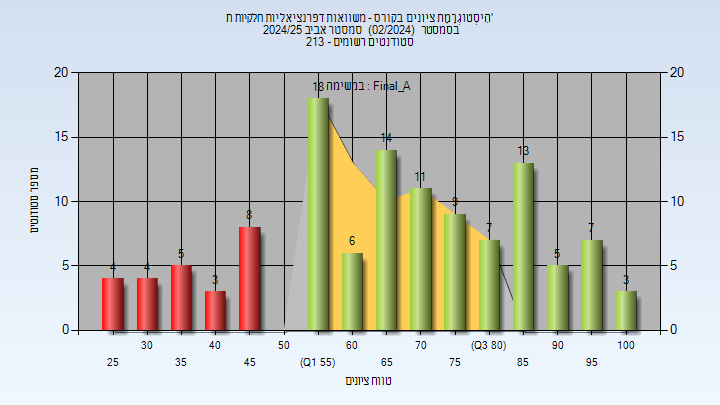 היסטוגרמת ציונים בקורס - משוואות דפרנציאליות חלקיות ת'
בסמסטר (02/2024) סמסטר אביב 2024/25
סטודנטים רשומים - 213
במשימה : Final_A
20 20
15 15
10 10
5 5
0 0
4 4 5 3 8 18 6 14 11 9 7 13 5 7 3
30 40 50 60 70 (Q3 80) 90 100
25 35 45 (Q1 55) 65 75 85 95
מספר סטודנטים
טווח ציונים